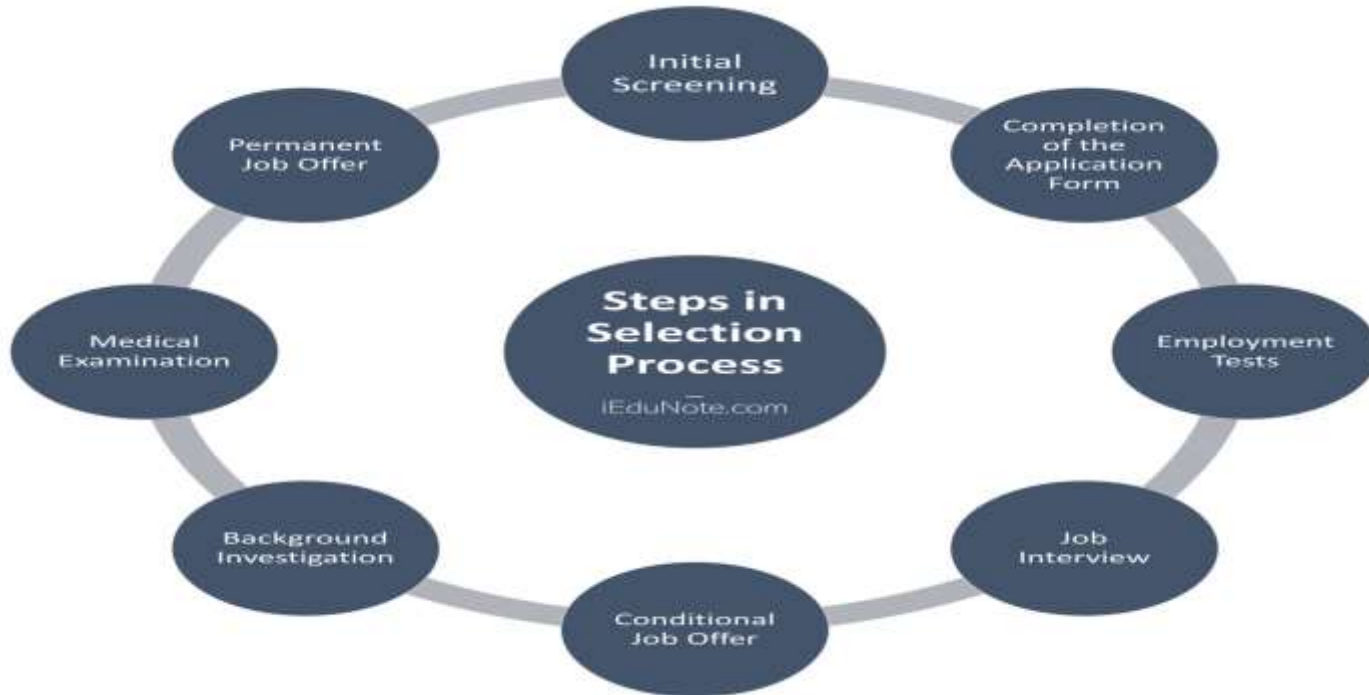 Initial
Screening
Completion
of the
Application
Form
Employment
Tests
Job
Interview
Conditional
Job Offer
Background
Investigation
Medical
Examination
Permanent
Job Offer
Steps in
Selection
Process
–
iEduNote.com